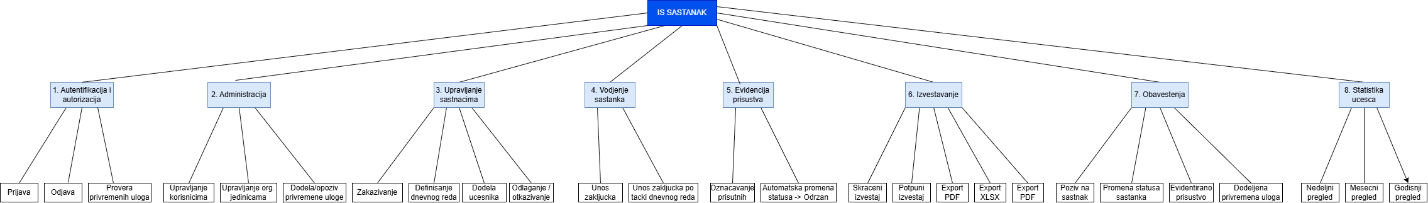 IS SASTANAK
1. Autentifikacija i
autorizacija
2. Administracija
3. Upravljanje
sastnacima
4. Vodjenje
sastanka
5. Evidencija
prisustva
6. Izvestavanje
7. Obavestenja
8. Statistika
ucesca
Prijava
Odjava
Provera
privremenih uloga
Upravljanje
korisnicima
Upravljanje org.
jedinicama
Dodela/opoziv
privremene uloge
Zakazivanje
Definisanje
dnevnog reda
Dodela
ucesnika
Odlaganje /
otkazivanje
Unos
zakljucka
Unos zakljucka po
tacki dnevnog reda
Oznacavanje
prisutnih
Automatska promena
statusa -> Odrzan
Skraceni
izvestaj
Potpuni
izvestaj
Export
PDF
Export
XLSX
Export
PDF
Poziv na
sastnak
Promena statusa
sastanka
Evidentirano
prisustvo
Dodeljena
privremena uloga
Nedeljni
pregled
Mesecni
pregled
Godisnji
pregled